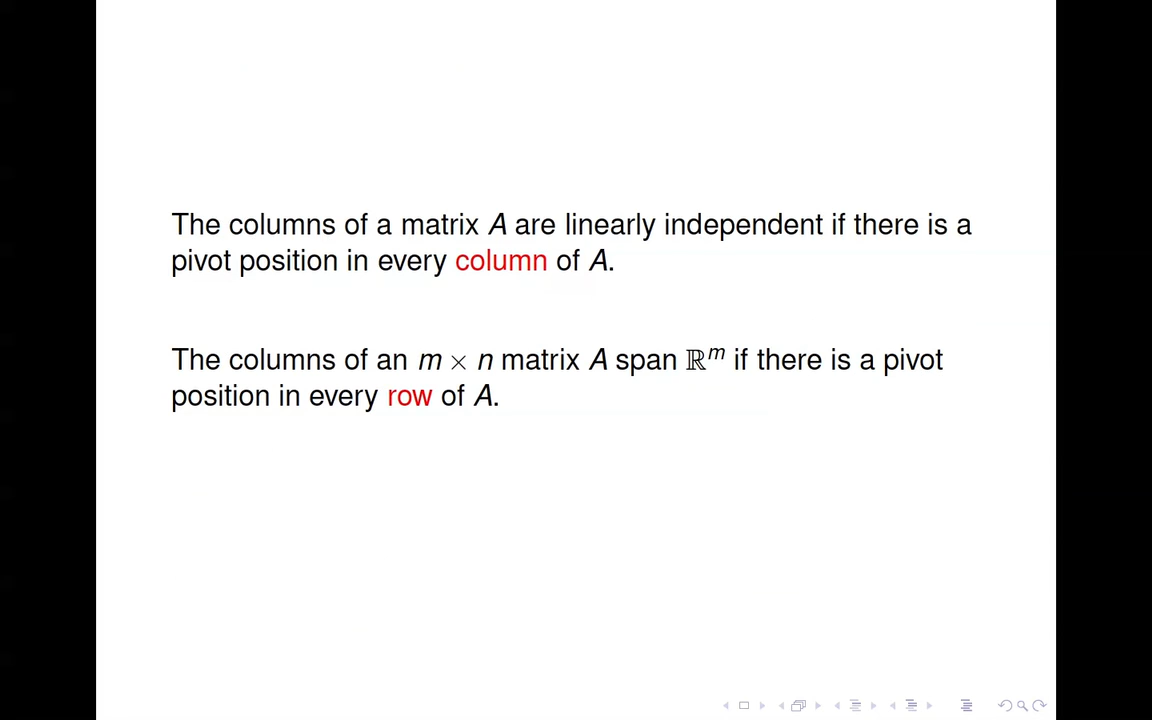 The columns of a matrix A are linearly independent if there is a
pivot position in every column of A.
The columns of an m × n matrix A span ℝᵐ if there is a pivot
position in every row of A.